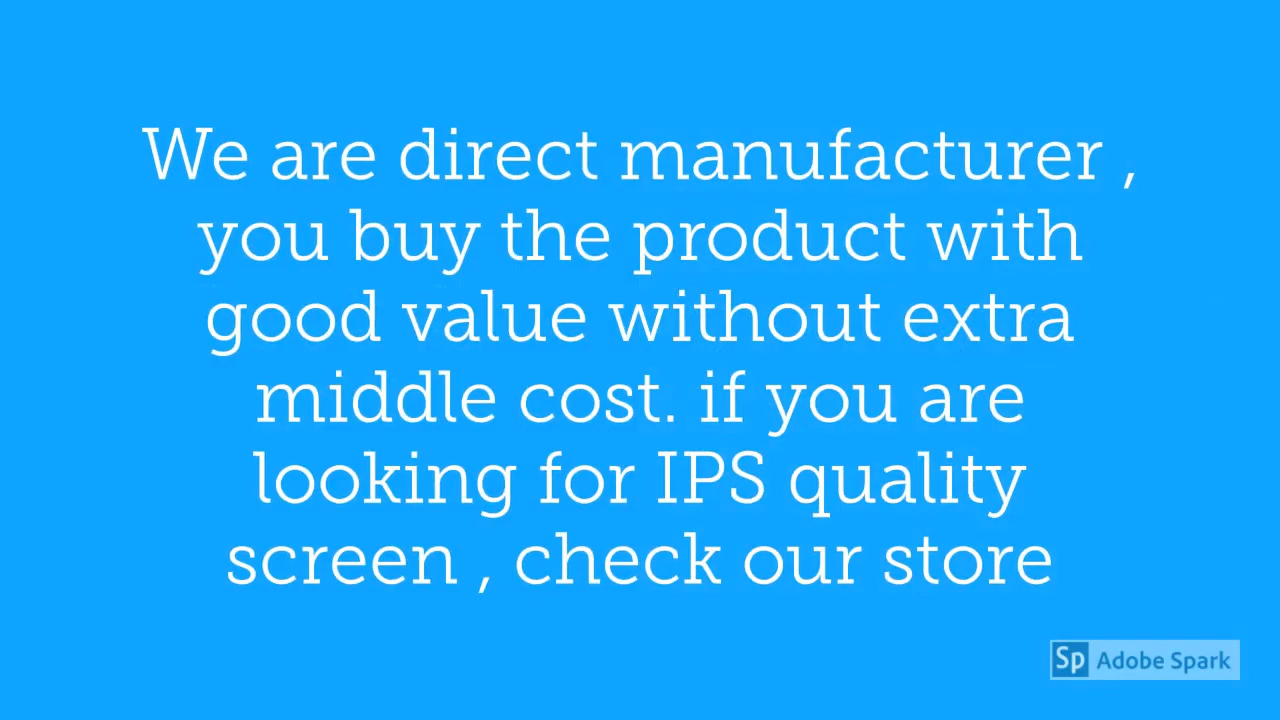 We are direct manufacturer ,
you buy the product with
good value without extra
middle cost. if you are
looking for IPS quality
screen , check our store
Sp Adobe Spark